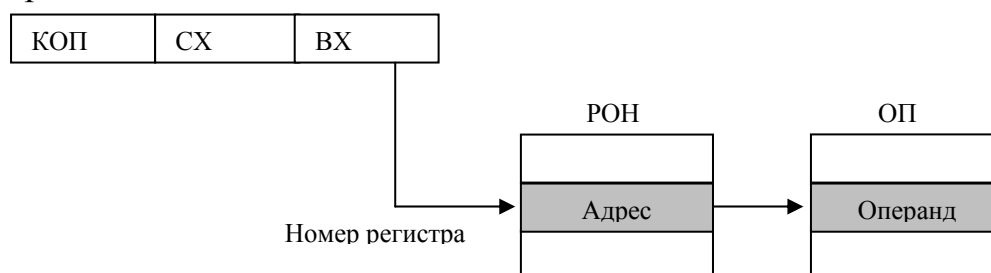 КОП СХ ВХ
РОН ОП
Адрес Операнд
Номер регистра